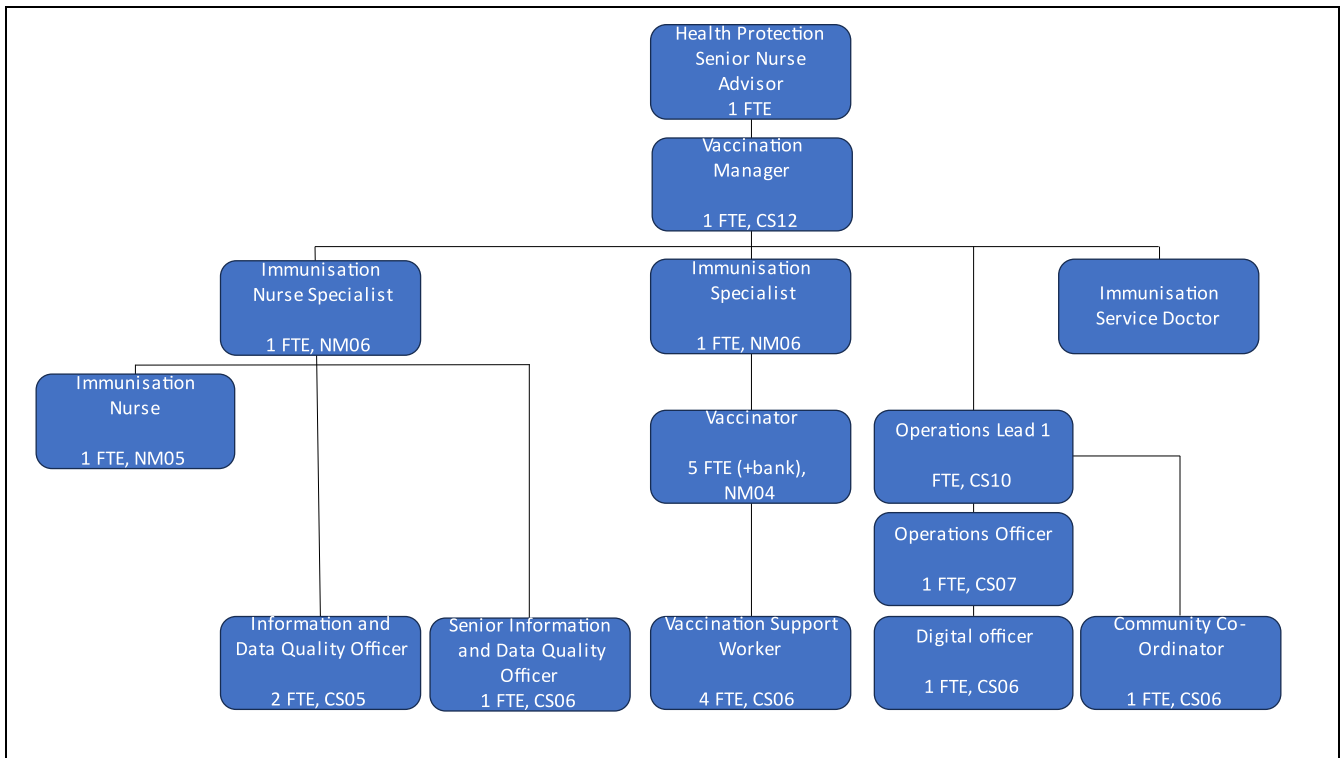 Health Protection
Senior Nurse
Advisor
1 FTE
Vaccination
Manager
1 FTE, CS12
Immunisation
Nurse Specialist
1 FTE, NM06
Immunisation
Specialist
1 FTE, NM06
Immunisation
Service Doctor
Immunisation
Nurse
1 FTE, NM05
Vaccinator
5 FTE (+bank),
NM04
Operations Lead 1
FTE, CS10
Operations Officer
1 FTE, CS07
Information and
Data Quality Officer
2 FTE, CS05
Senior Information
and Data Quality
Officer
1 FTE, CS06
Vaccination Support
Worker
4 FTE, CS06
Digital officer
1 FTE, CS06
Community Co-
Ordinator
1 FTE, CS06